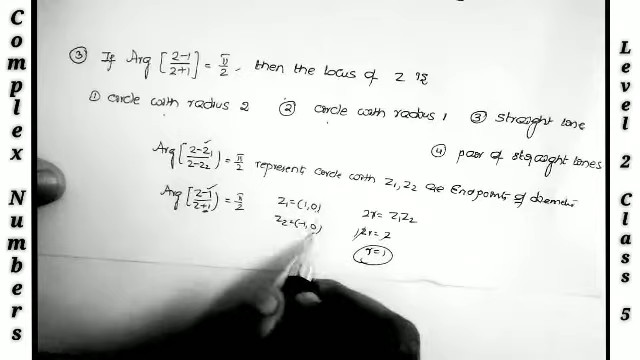 Complex Numbers
③ If Arg [z-1/z+1] = π/2, then the locus of z is
① circle with radius 2 ② circle with radius 1 ③ straight line
④ pair of straight lines
Arg [z-z1/z-z2] = π/2 represent circle with z1, z2 are Endpoints of diameter
Arg [z-1/z+1] = π/2 z1=(1,0) 2r = z1z2
z2=(-1,0) 2r = 2
r=1
Level 2 Class 5